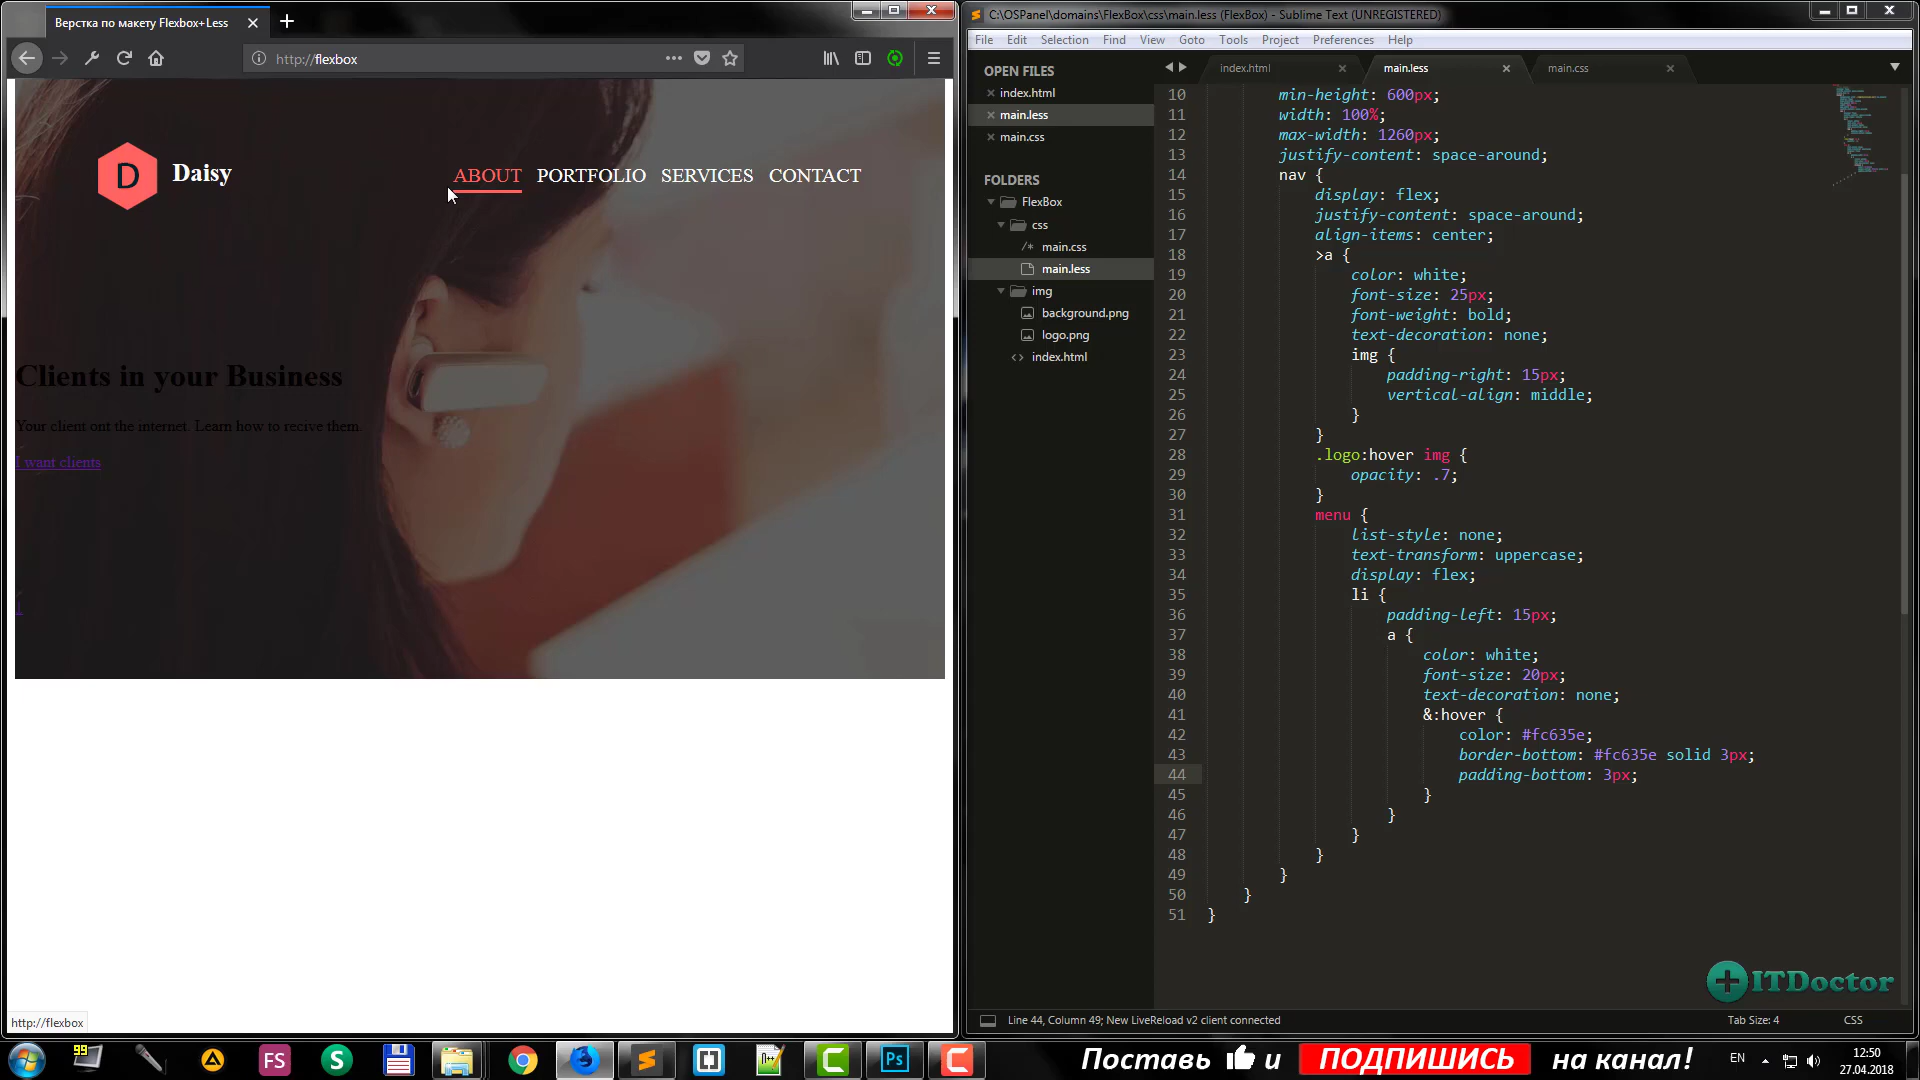 Верстка по макету Flexbox+Less
http://flexbox
D Daisy
ABOUT PORTFOLIO SERVICES CONTACT
Clients in your Business
Your client ont the internet. Learn how to recive them.
I want clients
http://flexbox
C:\OSPanel\domains\FlexBox\css\main.less (FlexBox) - Sublime Text (UNREGISTERED)
File Edit Selection Find View Goto Tools Project Preferences Help
OPEN FILES
index.html
main.less
main.css
FOLDERS
FlexBox
css
/* main.css
main.less
img
background.png
logo.png
<> index.html
index.html main.less main.css
10 min-height: 600px;
11 width: 100%;
12 max-width: 1260px;
13 justify-content: space-around;
14 nav {
15 display: flex;
16 justify-content: space-around;
17 align-items: center;
18 >a {
19 color: white;
20 font-size: 25px;
21 font-weight: bold;
22 text-decoration: none;
23 img {
24 padding-right: 15px;
25 vertical-align: middle;
26 }
27 }
28 .logo:hover img {
29 opacity: .7;
30 }
31 menu {
32 list-style: none;
33 text-transform: uppercase;
34 display: flex;
35 li {
36 padding-left: 15px;
37 a {
38 color: white;
39 font-size: 20px;
40 text-decoration: none;
41 &:hover {
42 color: #fc635e;
43 border-bottom: #fc635e solid 3px;
44 padding-bottom: 3px;
45 }
46 }
47 }
48 }
49 }
50 }
51 }
ITDoctor
Line 44, Column 49; New LiveReload v2 client connected
Tab Size: 4 CSS
99 FS S Ps
Поставь и ПОДПИШИСЬ на канал!
EN
12:50
27.04.2018